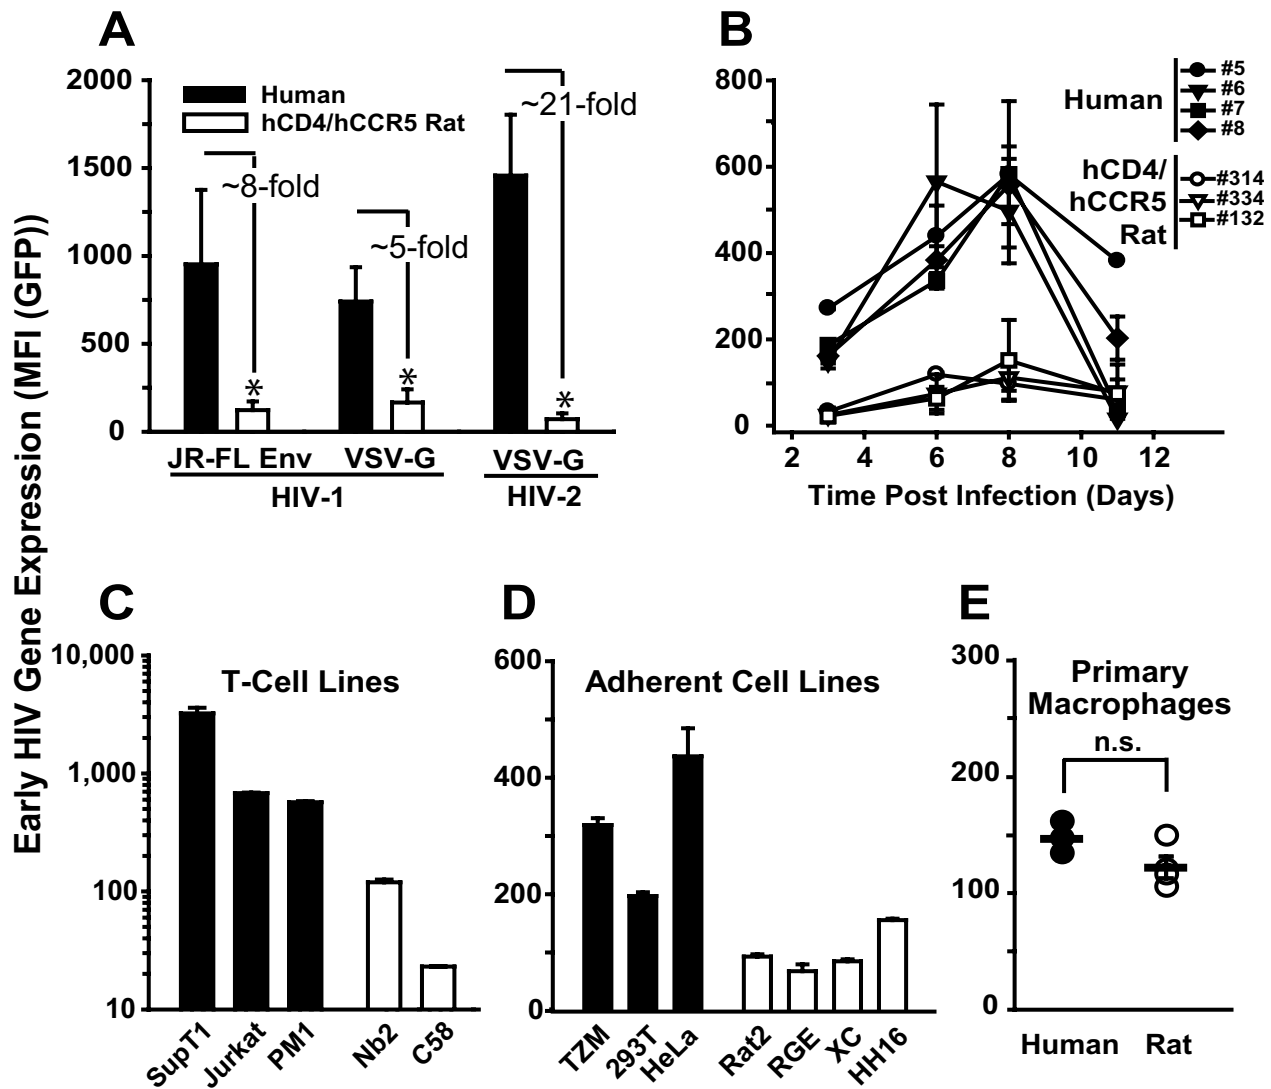 A
B
Early HIV Gene Expression (MFI (GFP))
2000
1500
1000
500
0
Human
hCD4/hCCR5 Rat
~8-fold
~5-fold
~21-fold
*
*
*
JR-FL Env
VSV-G
VSV-G
HIV-1
HIV-2
800
600
400
200
0
2
4
6
8
10
12
Time Post Infection (Days)
Human
#5
#6
#7
#8
hCD4/
hCCR5
Rat
#314
#334
#132
C
D
E
10,000
1,000
100
10
T-Cell Lines
SupT1
Jurkat
PM1
Nb2
C58
600
400
200
0
Adherent Cell Lines
TZM
293T
HeLa
Rat2
RGE
XC
HH16
300
200
100
0
Primary
Macrophages
n.s.
Human
Rat